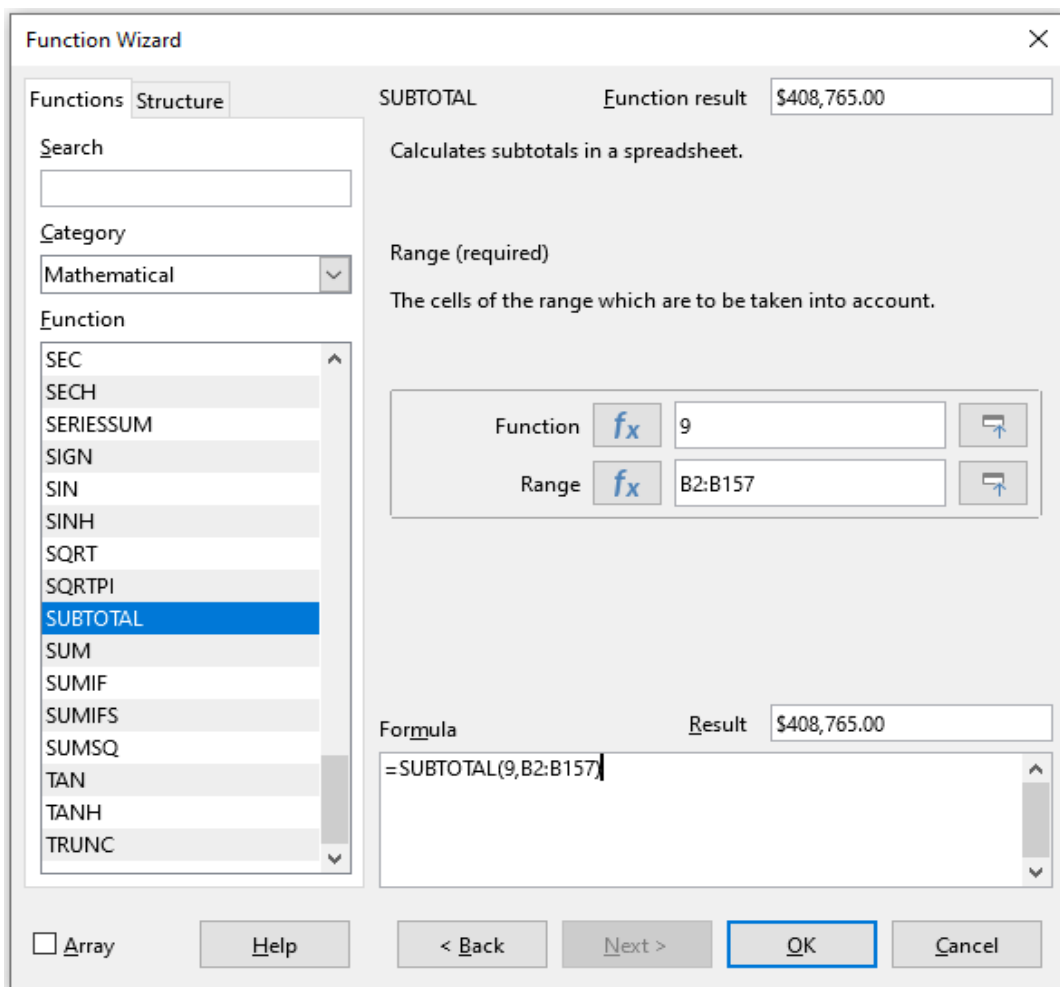 Function Wizard
Functions Structure
Search
Category
Mathematical
Function
SEC
SECH
SERIESSUM
SIGN
SIN
SINH
SQRT
SQRTPI
SUBTOTAL
SUM
SUMIF
SUMIFS
SUMSQ
TAN
TANH
TRUNC
SUBTOTAL Function result $408,765.00
Calculates subtotals in a spreadsheet.
Range (required)
The cells of the range which are to be taken into account.
Function fx 9
Range fx B2:B157
Formula Result $408,765.00
=SUBTOTAL(9,B2:B157)
Array Help < Back Next > OK Cancel